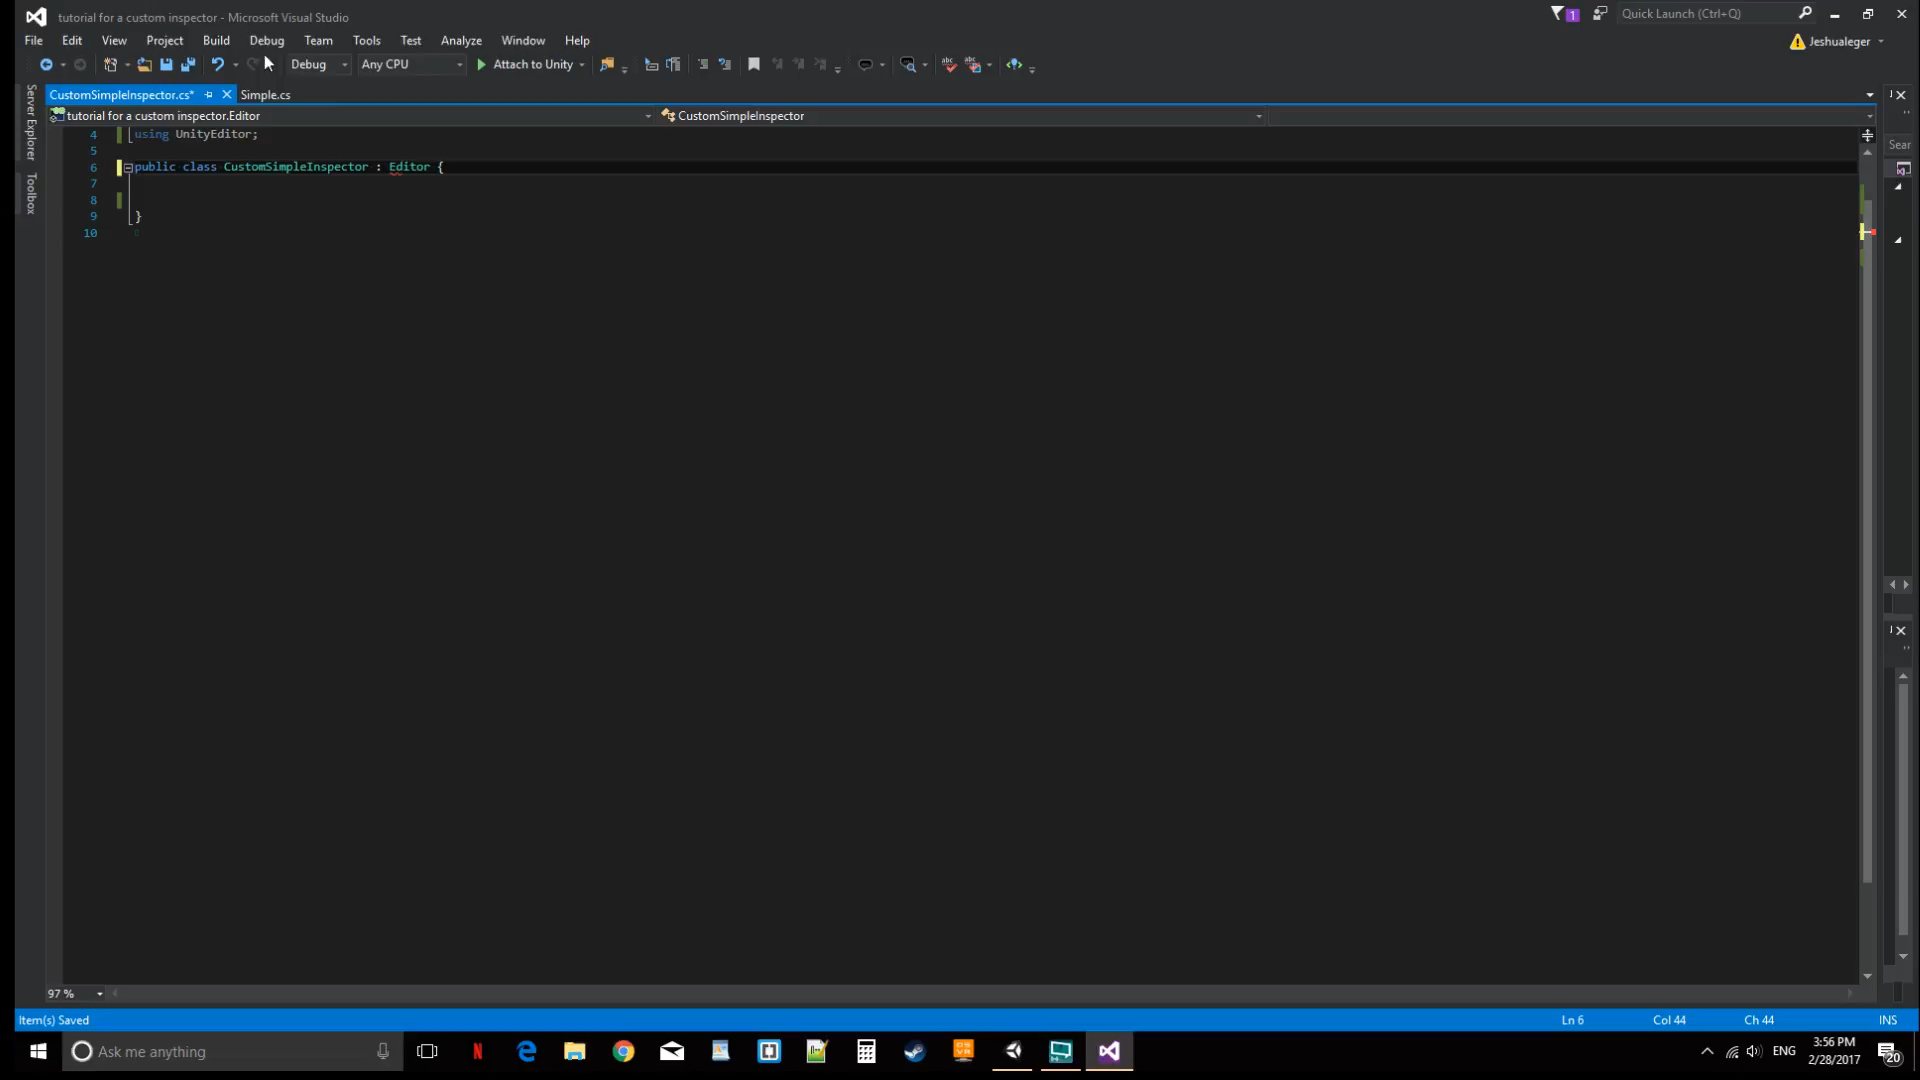 tutorial for a custom inspector - Microsoft Visual Studio
1
Quick Launch (Ctrl+Q)
File Edit View Project Build Debug Team Tools Test Analyze Window Help
Jeshualeger
Debug Any CPU Attach to Unity
Server Explorer
Toolbox
CustomSimpleInspector.cs* Simple.cs
tutorial for a custom inspector.Editor CustomSimpleInspector
Sear
4 using UnityEditor;
5
6 public class CustomSimpleInspector : Editor {
7
8
9 }
10
97 %
Item(s) Saved Ln 6 Col 44 Ch 44 INS
Ask me anything
ENG
3:56 PM
2/28/2017
20